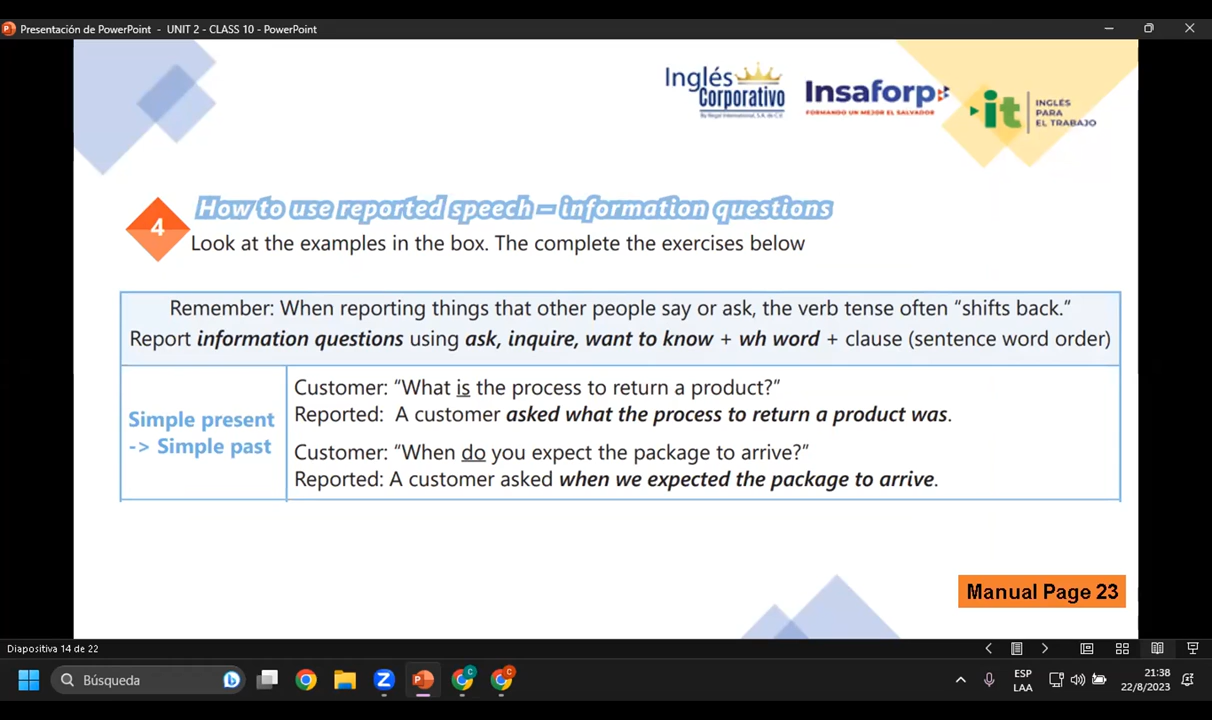 Presentación de PowerPoint - UNIT 2 - CLASS 10 - PowerPoint
Inglés
Corporativo
By Regal International, S.A. de C.V.
Insaforp
FORMANDO UN MEJOR EL SALVADOR
it
INGLÉS
PARA
EL TRABAJO
4
How to use reported speech – information questions
Look at the examples in the box. The complete the exercises below
Remember: When reporting things that other people say or ask, the verb tense often “shifts back.”
Report information questions using ask, inquire, want to know + wh word + clause (sentence word order)
Simple present
-> Simple past
Customer: “What is the process to return a product?”
Reported: A customer asked what the process to return a product was.
Customer: “When do you expect the package to arrive?”
Reported: A customer asked when we expected the package to arrive.
Manual Page 23
Diapositiva 14 de 22
Búsqueda
ESP
LAA
21:38
22/8/2023